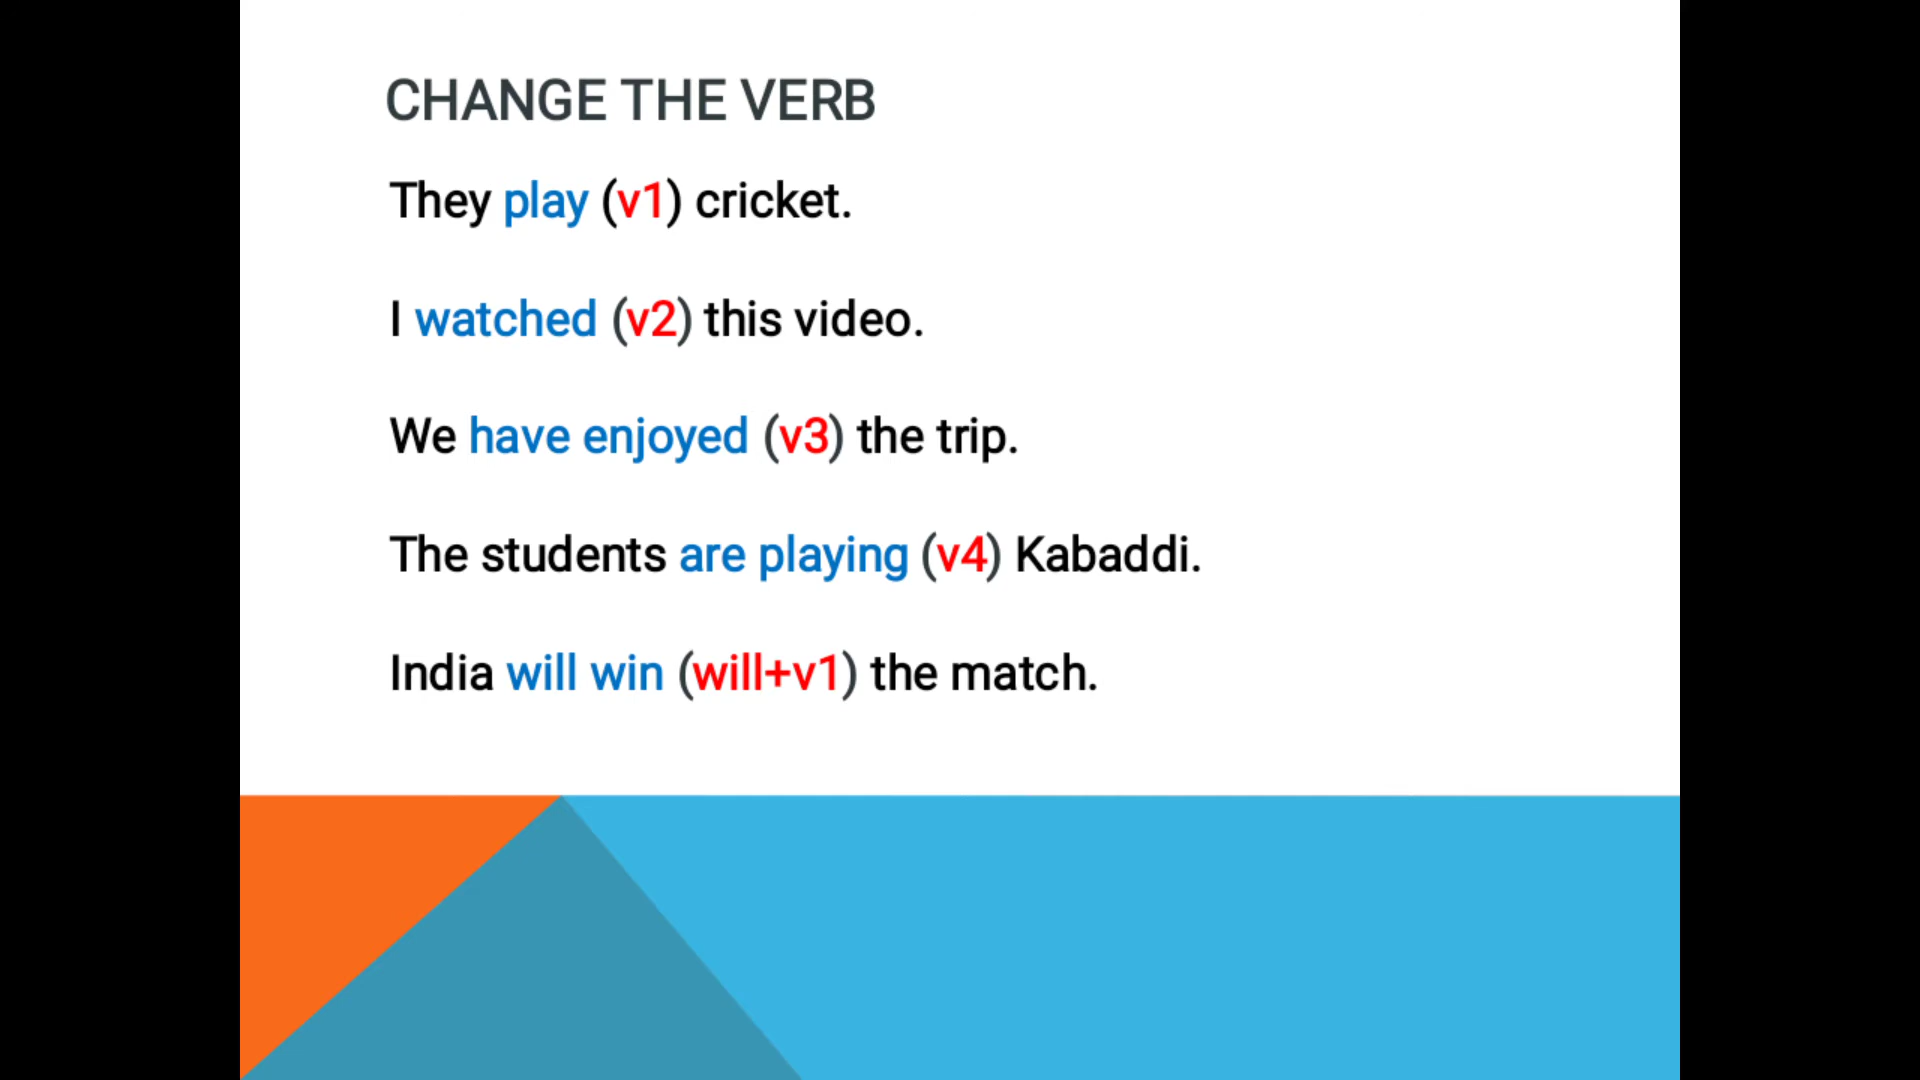 CHANGE THE VERB
They play (v1) cricket.
I watched (v2) this video.
We have enjoyed (v3) the trip.
The students are playing (v4) Kabaddi.
India will win (will+v1) the match.